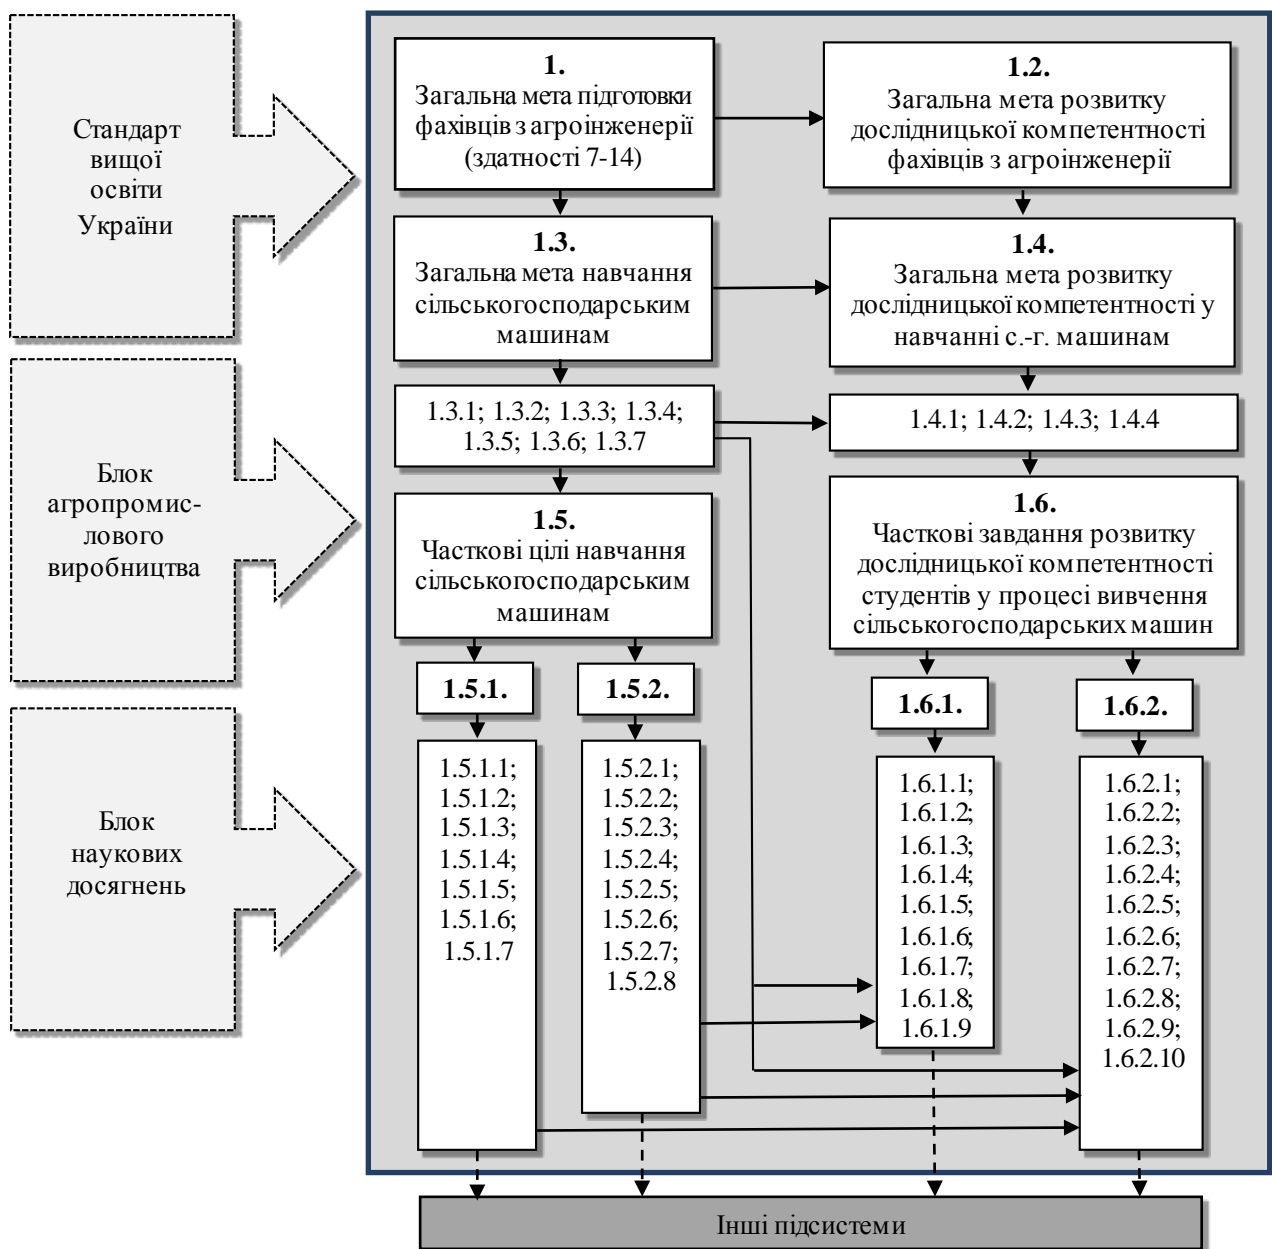 Стандарт
вищої
освіти
України
Блок
агропромис-
лового
виробництва
Блок
наукових
досягнень
1.
Загальна мета підготовки
фахівців з агроінженерії
(здатності 7-14)
1.2.
Загальна мета розвитку
дослідницької компетентності
фахівців з агроінженерії
1.3.
Загальна мета навчання
сільськогосподарським
машинам
1.4.
Загальна мета розвитку
дослідницької компетентності у
навчанні с.-г. машинам
1.3.1; 1.3.2; 1.3.3; 1.3.4;
1.3.5; 1.3.6; 1.3.7
1.4.1; 1.4.2; 1.4.3; 1.4.4
1.5.
Часткові цілі навчання
сільськогосподарським
машинам
1.6.
Часткові завдання розвитку
дослідницької компетентності
студентів у процесі вивчення
сільськогосподарських машин
1.5.1.
1.5.2.
1.6.1.
1.6.2.
1.5.1.1;
1.5.1.2;
1.5.1.3;
1.5.1.4;
1.5.1.5;
1.5.1.6;
1.5.1.7
1.5.2.1;
1.5.2.2;
1.5.2.3;
1.5.2.4;
1.5.2.5;
1.5.2.6;
1.5.2.7;
1.5.2.8
1.6.1.1;
1.6.1.2;
1.6.1.3;
1.6.1.4;
1.6.1.5;
1.6.1.6;
1.6.1.7;
1.6.1.8;
1.6.1.9
1.6.2.1;
1.6.2.2;
1.6.2.3;
1.6.2.4;
1.6.2.5;
1.6.2.6;
1.6.2.7;
1.6.2.8;
1.6.2.9;
1.6.2.10
Інші підсистеми